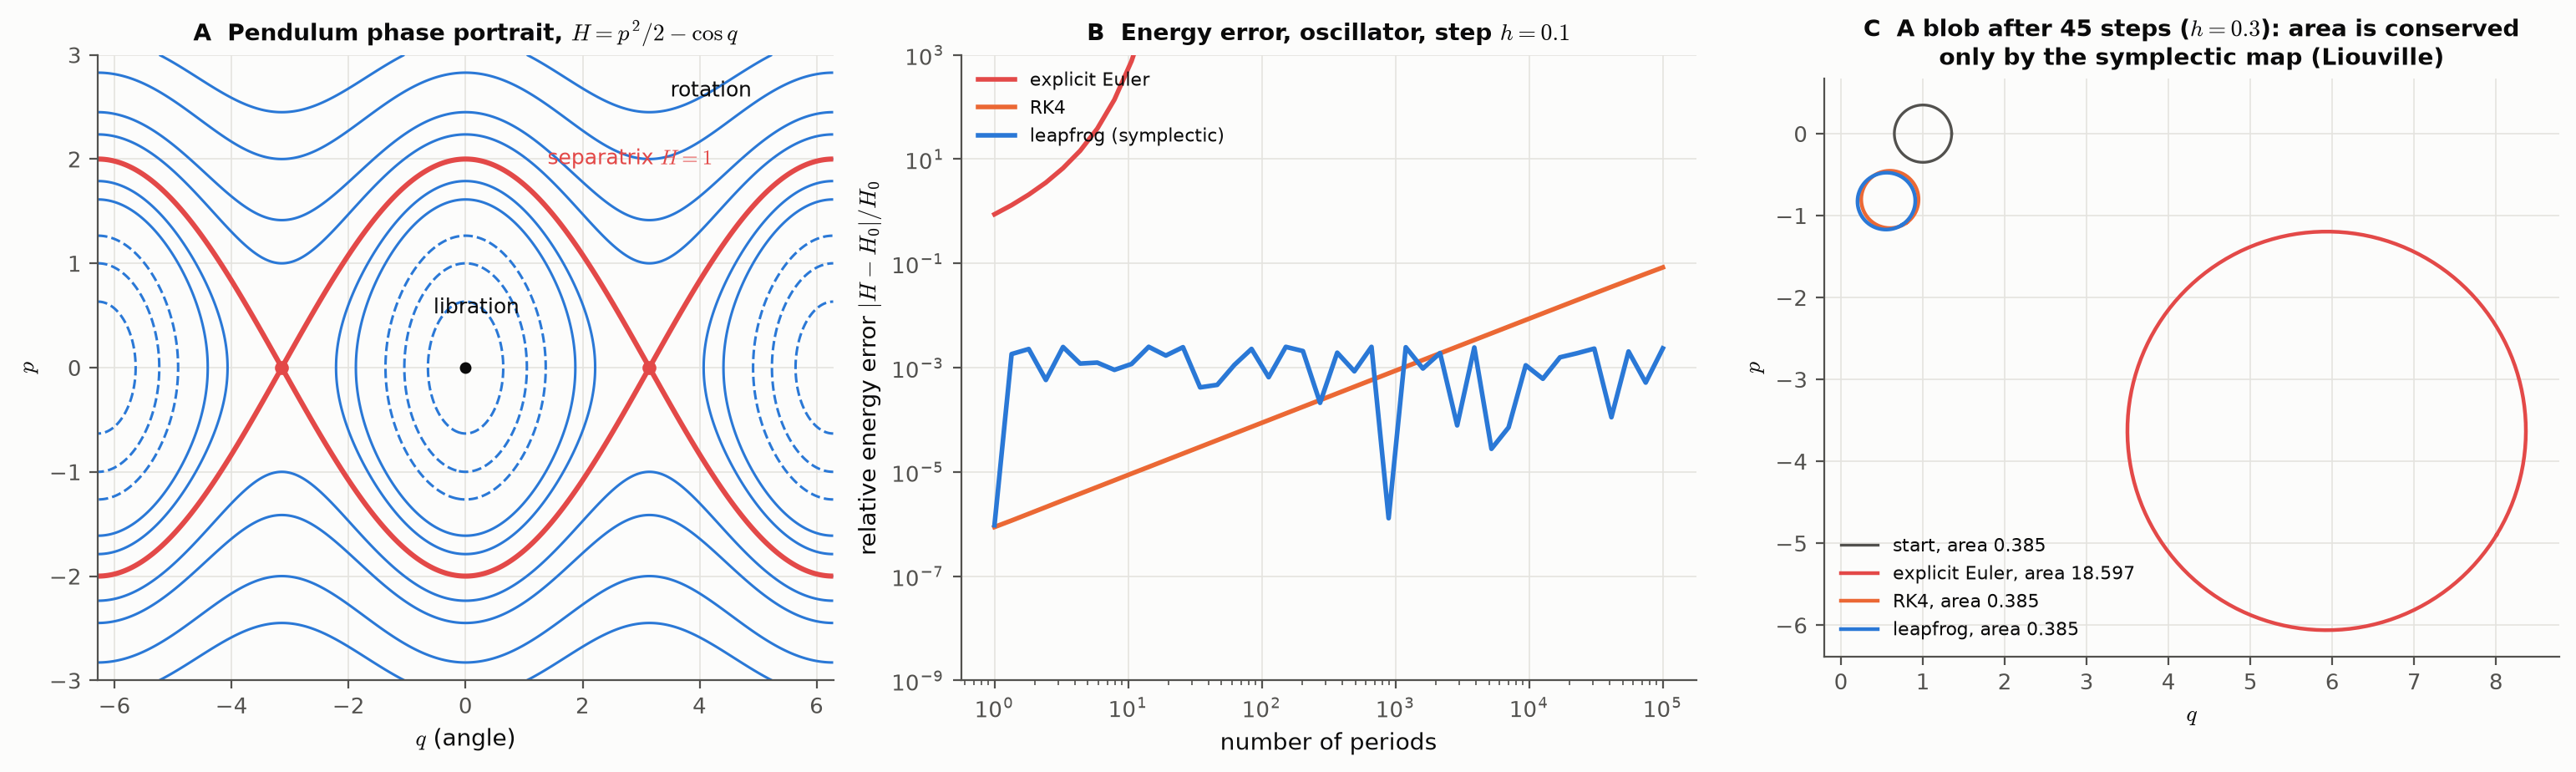 A Pendulum phase portrait, H = p²/2 − cos q
3
2
1
0
−1
−2
−3
p
rotation
separatrix H = 1
libration
−6 −4 −2 0 2 4 6
q (angle)
B Energy error, oscillator, step h = 0.1
10³
10¹
10⁻¹
10⁻³
10⁻⁵
10⁻⁷
10⁻⁹
relative energy error |H − H₀|/H₀
explicit Euler
RK4
leapfrog (symplectic)
10⁰ 10¹ 10² 10³ 10⁴ 10⁵
number of periods
C A blob after 45 steps (h = 0.3): area is conserved
only by the symplectic map (Liouville)
0
−1
−2
−3
−4
−5
−6
p
start, area 0.385
explicit Euler, area 18.597
RK4, area 0.385
leapfrog, area 0.385
0 1 2 3 4 5 6 7 8
q